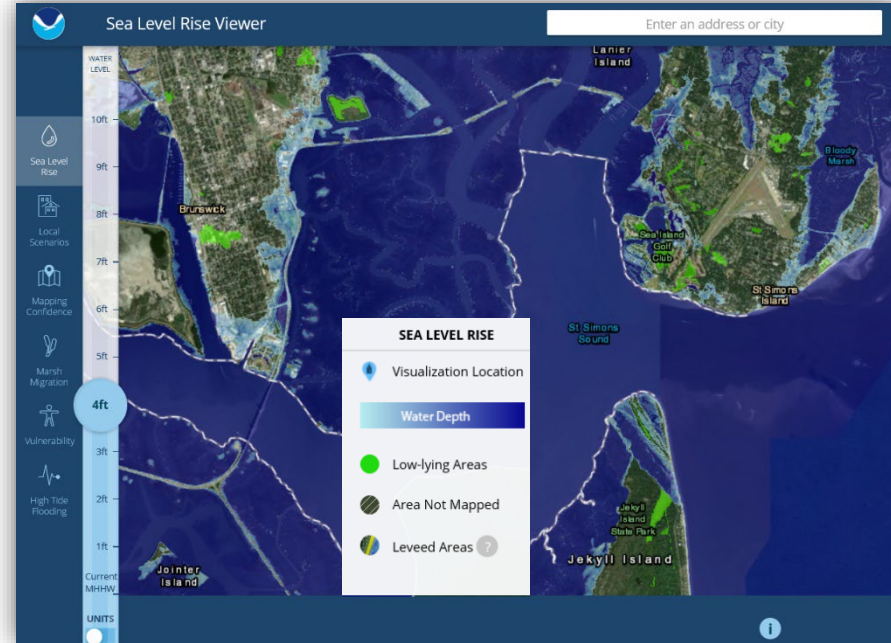 Sea Level Rise Viewer
Enter an address or city
WATER
LEVEL
10ft
9ft
8ft
7ft
6ft
5ft
4ft
3ft
2ft
1ft
Current
MHHW
UNITS
Sea Level
Rise
Local
Scenarios
Mapping
Confidence
Marsh
Migration
Vulnerability
High Tide
Flooding
Lanier
Island
Bloody
Marsh
Brunswick
Sea Island
Golf
Club
St Simons
Island
St Simons
Sound
SEA LEVEL RISE
Visualization Location
Water Depth
Low-lying Areas
Area Not Mapped
Leveed Areas ?
Jekyll
Island
State Park
Jekyll Island
Jointer
Island
i